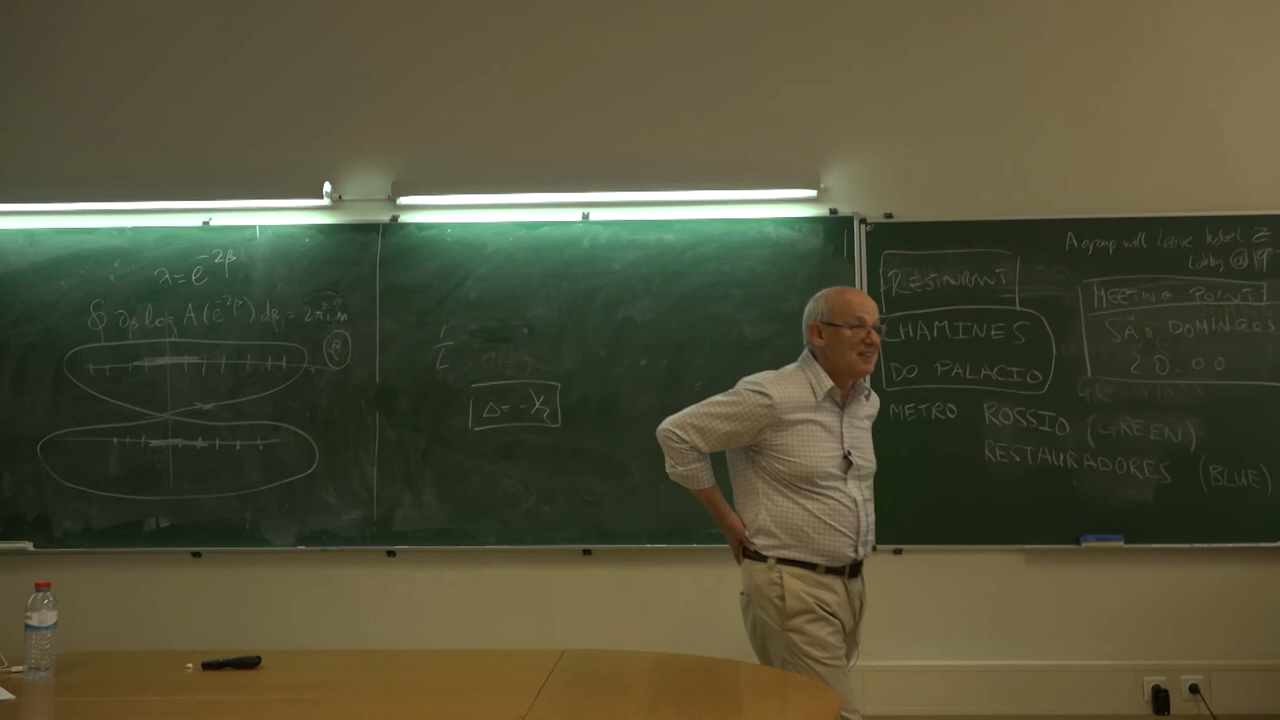 λ = e^{-2β}
∮ ∂_β log A(e^{-2β}) dβ = 2πi n
Δ = -1/2
RESTAURANT
CHAMINES
DO PALACIO
METRO ROSSIO (GREEN)
RESTAURADORES (BLUE)
A group will leave hotel
lobby @ 19
MEETING POINT
SÃO DOMINGOS
20.00